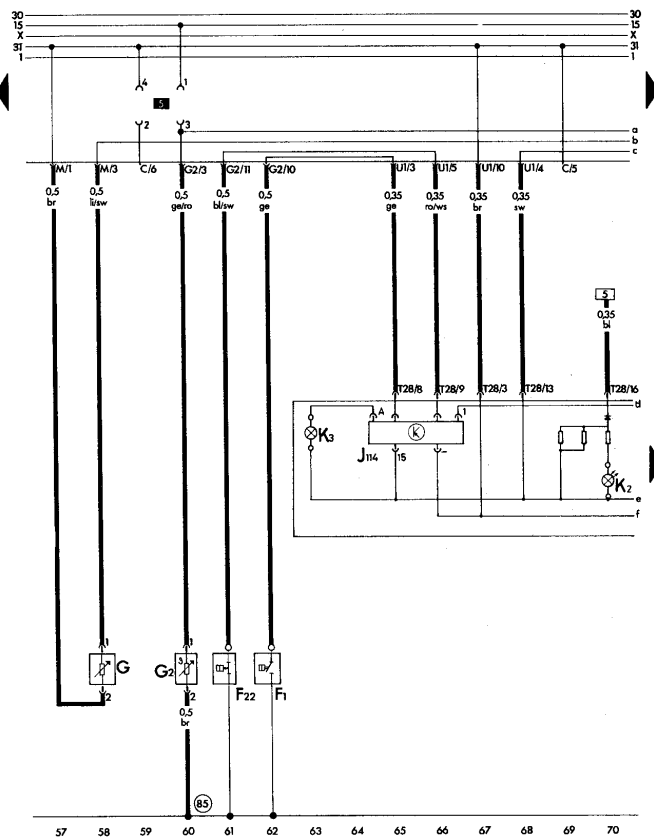 30 30
15 15
X X
31 31
1 1
4 1
5
2 3
a
b
c
M/1 M/3 C/6 G2/3 G2/11 G2/10 U1/3 U1/5 U1/10 U1/4 C/5
0,5 0,5 0,5 0,5 0,5 0,35 0,35 0,35 0,35
br li/sw ge/ro bl/sw ge ge ro/ws br sw
5
0,35
bl
T28/8 T28/9 T28/3 T28/13 T28/16
d
A 1
K3 k
J114 15 -
K2
e
f
1 1
G G2 3
F22 F1
2 2
0,5
br
85
57 58 59 60 61 62 63 64 65 66 67 68 69 70